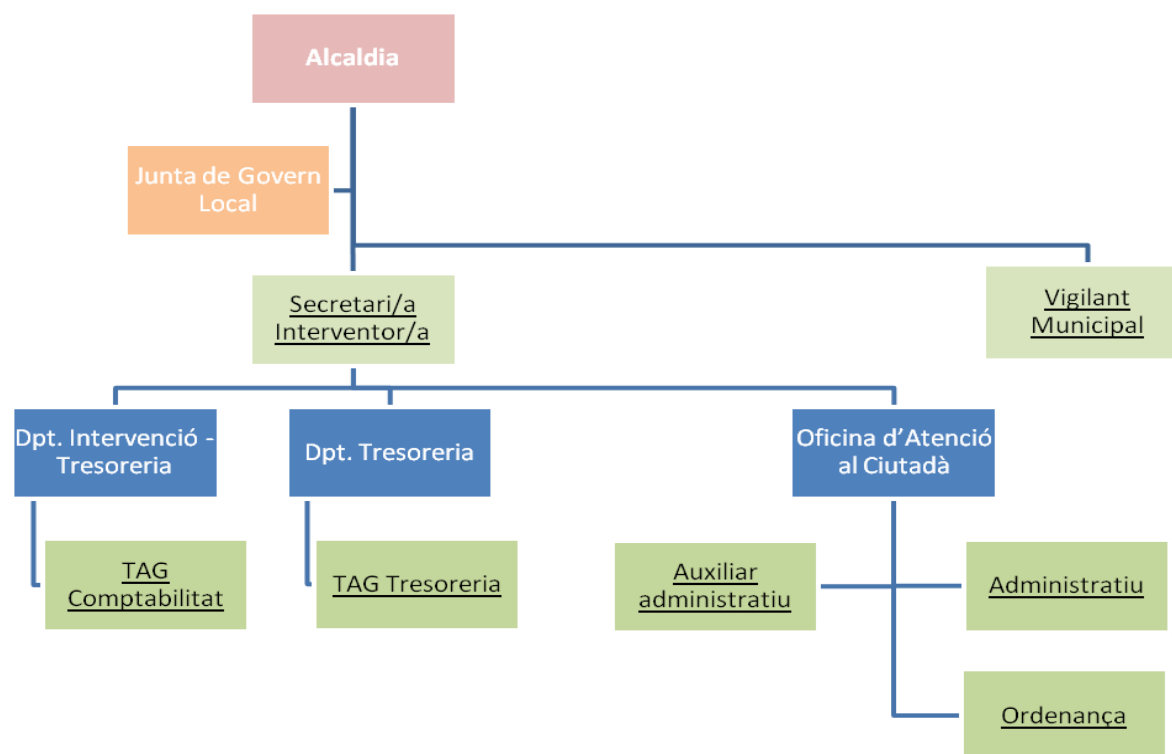 Alcaldia
Junta de Govern
Local
Secretari/a
Interventor/a
Vigilant
Municipal
Dpt. Intervenció -
Tresoreria
Dpt. Tresoreria
Oficina d’Atenció
al Ciutadà
TAG
Comptabilitat
TAG Tresoreria
Auxiliar
administratiu
Administratiu
Ordenança